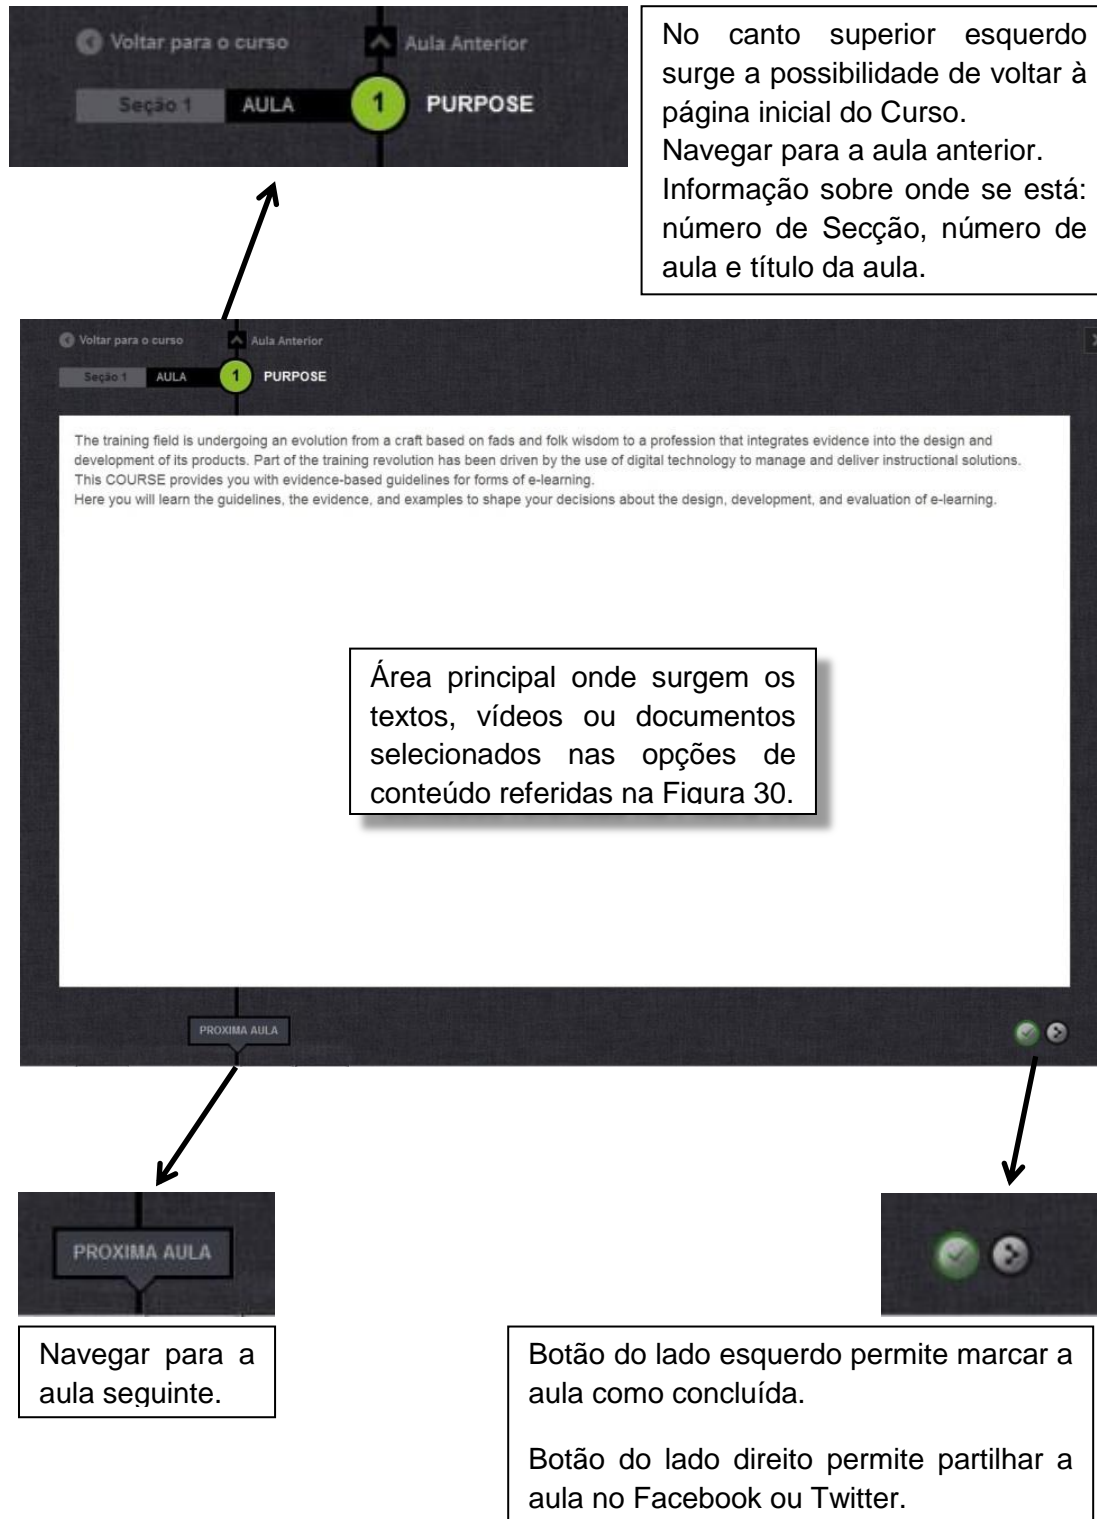 Voltar para o curso
Aula Anterior
Seção 1 AULA 1 PURPOSE
No canto superior esquerdo
surge a possibilidade de voltar à
página inicial do Curso.
Navegar para a aula anterior.
Informação sobre onde se está:
número de Secção, número de
aula e título da aula.
Voltar para o curso
Aula Anterior
Seção 1 AULA 1 PURPOSE
The training field is undergoing an evolution from a craft based on fads and folk wisdom to a profession that integrates evidence into the design and
development of its products. Part of the training revolution has been driven by the use of digital technology to manage and deliver instructional solutions.
This COURSE provides you with evidence-based guidelines for forms of e-learning.
Here you will learn the guidelines, the evidence, and examples to shape your decisions about the design, development, and evaluation of e-learning.
Área principal onde surgem os
textos, vídeos ou documentos
selecionados nas opções de
conteúdo referidas na Figura 30.
PROXIMA AULA
PROXIMA AULA
Navegar para a
aula seguinte.
Botão do lado esquerdo permite marcar a
aula como concluída.
Botão do lado direito permite partilhar a
aula no Facebook ou Twitter.